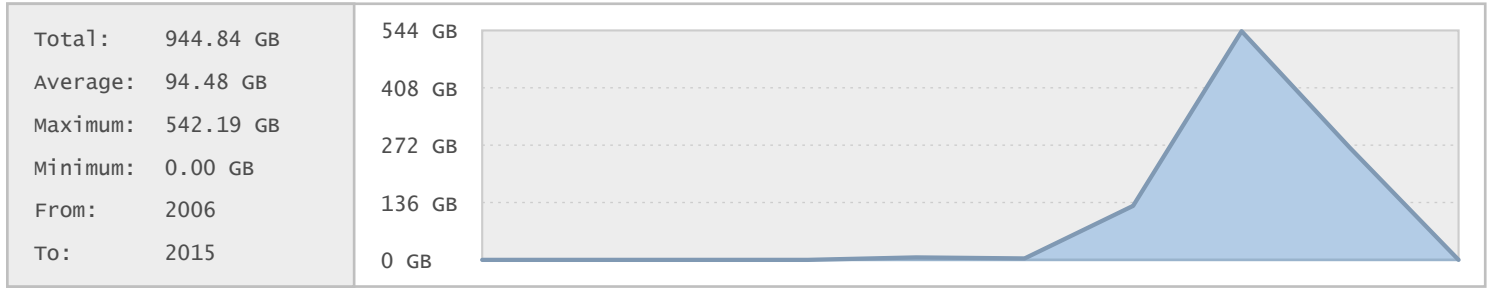 Total: 944.84 GB
Average: 94.48 GB
Maximum: 542.19 GB
Minimum: 0.00 GB
From: 2006
To: 2015
544 GB
408 GB
272 GB
136 GB
0 GB